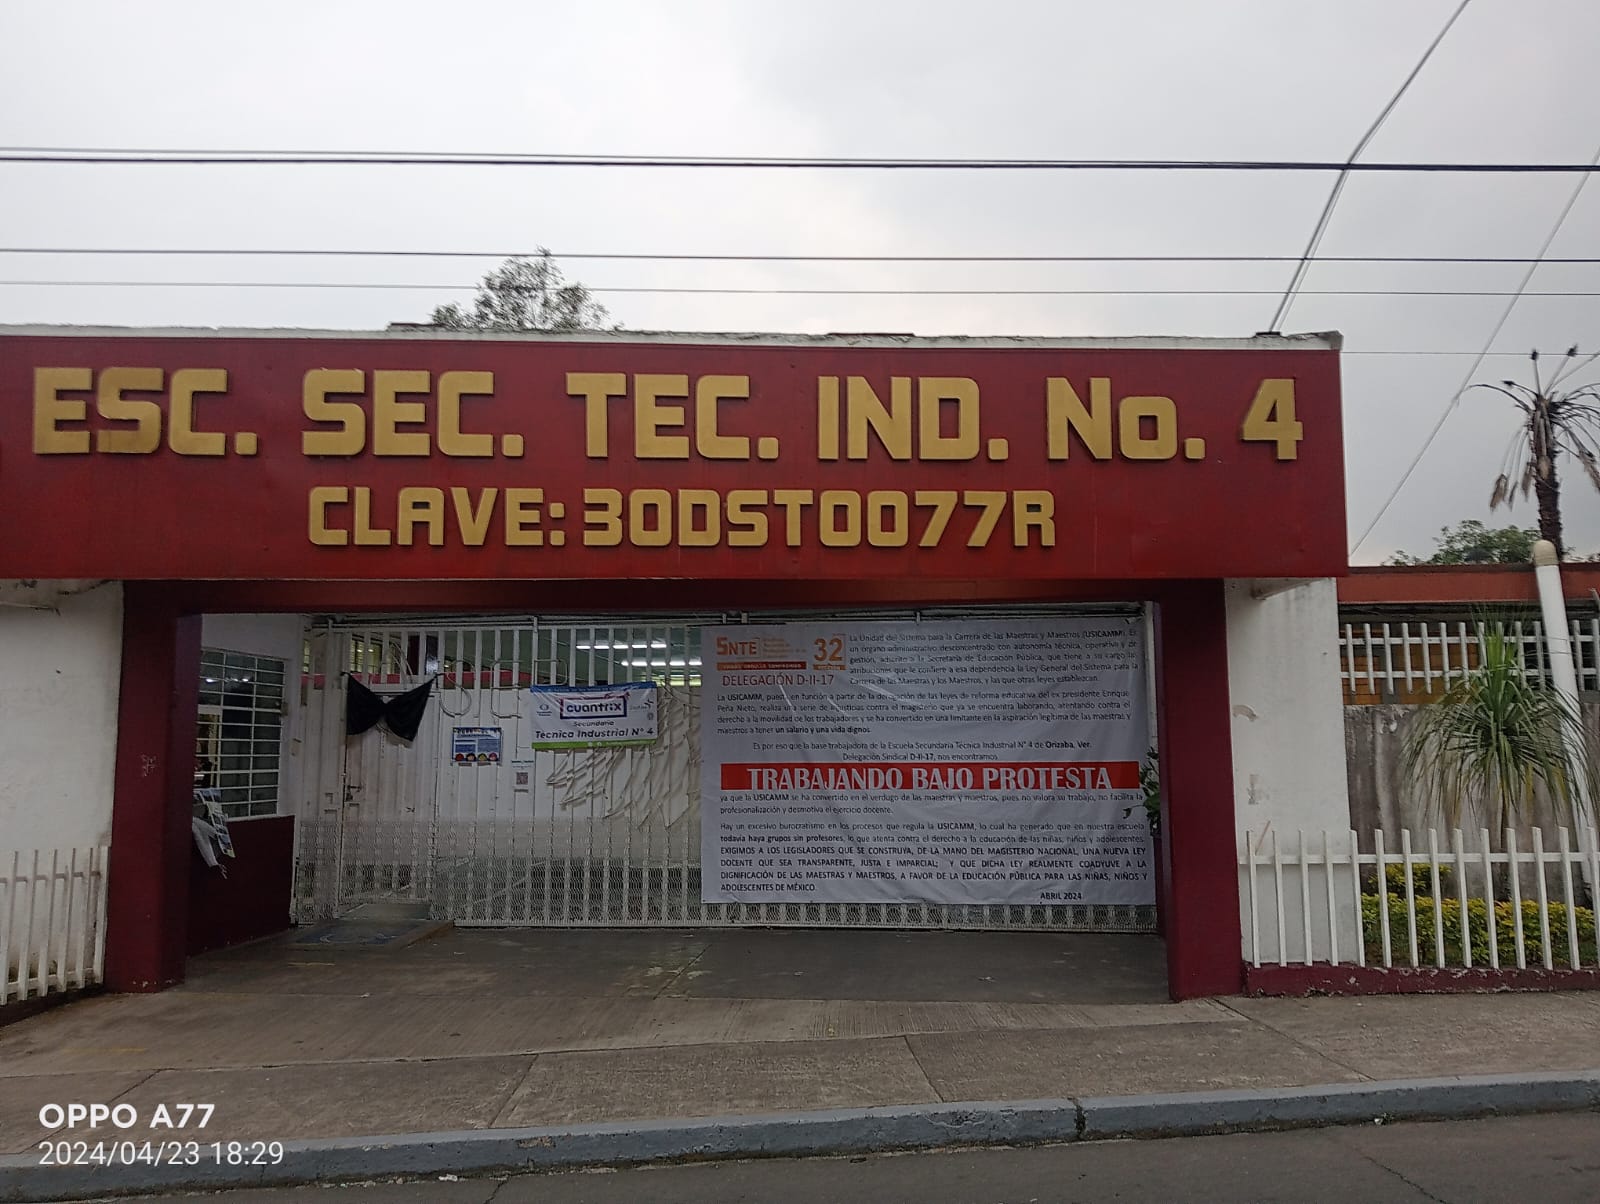 ESC. SEC. TEC. IND. No. 4
CLAVE: 30DST0077R
SNTE
32
DELEGACIÓN D-II-17
La Unidad del Sistema para la Carrera de las Maestras y Maestros (USICAMM). Es
un órgano administrativo desconcentrado con autonomía técnica, operativa y de
gestión, adscrito a la Secretaría de Educación Pública, que tiene a su cargo las
atribuciones que le confiere a esa dependencia la Ley General del Sistema para la
Carrera de las Maestras y los Maestros, y las que otras leyes establezcan.
La USICAMM, puesta en función a partir de la derogación de las leyes de reforma educativa del ex presidente Enrique
Peña Nieto, realiza una serie de injusticias contra el magisterio que ya se encuentra laborando, atentando contra el
derecho a la movilidad de los trabajadores y se ha convertido en una limitante en la aspiración legítima de las maestras y
maestros a tener un salario y una vida dignos.
Es por eso que la base trabajadora de la Escuela Secundaria Técnica Industrial N° 4 de Orizaba, Ver.
Delegación Sindical D-II-17, nos encontramos
TRABAJANDO BAJO PROTESTA
ya que la USICAMM se ha convertido en el verdugo de las maestras y maestros, pues no valora su trabajo, no facilita la
profesionalización y desmotiva el ejercicio docente.
Hay un excesivo burocratismo en los procesos que regula la USICAMM, lo cual ha generado que en nuestra escuela
todavía haya grupos sin profesores, lo que atenta contra el derecho a la educación de las niñas, niños y adolescentes.
EXIGIMOS A LOS LEGISLADORES QUE SE CONSTRUYA, DE LA MANO DEL MAGISTERIO NACIONAL, UNA NUEVA LEY
DOCENTE QUE SEA TRANSPARENTE, JUSTA E IMPARCIAL; Y QUE DICHA LEY REALMENTE COADYUVE A LA
DIGNIFICACIÓN DE LAS MAESTRAS Y MAESTROS, A FAVOR DE LA EDUCACIÓN PÚBLICA PARA LAS NIÑAS, NIÑOS Y
ADOLESCENTES DE MÉXICO.
ABRIL 2024
cuantrix
Secundaria
Técnica Industrial N° 4
OPPO A77
2024/04/23 18:29